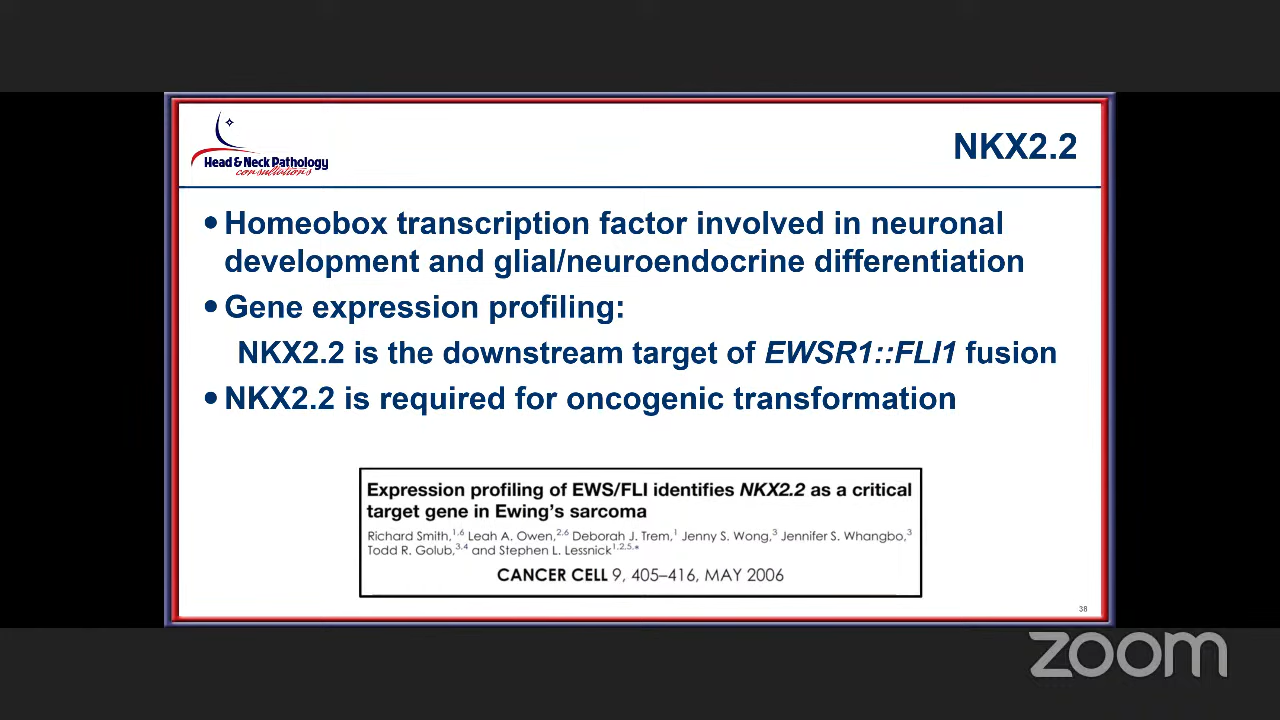 Head & Neck Pathology
consultations
NKX2.2
• Homeobox transcription factor involved in neuronal
development and glial/neuroendocrine differentiation
• Gene expression profiling:
NKX2.2 is the downstream target of EWSR1::FLI1 fusion
• NKX2.2 is required for oncogenic transformation
Expression profiling of EWS/FLI identifies NKX2.2 as a critical
target gene in Ewing's sarcoma
Richard Smith,1,6 Leah A. Owen,2,6 Deborah J. Trem,1 Jenny S. Wong,3 Jennifer S. Whangbo,3
Todd R. Golub,3,4 and Stephen L. Lessnick1,2,5,*
CANCER CELL 9, 405–416, MAY 2006
38
zoom